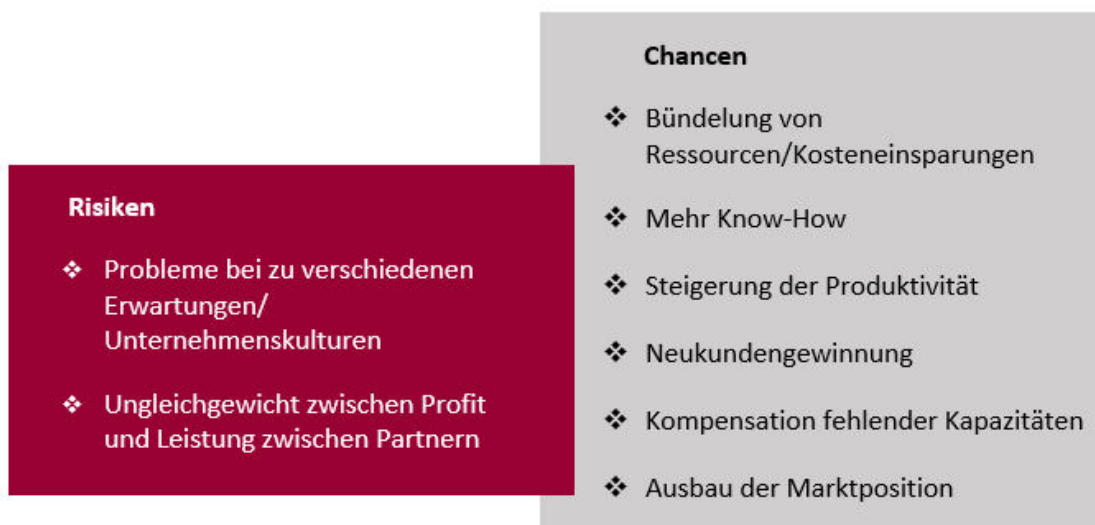 Risiken
❖ Probleme bei zu verschiedenen
Erwartungen/
Unternehmenskulturen
❖ Ungleichgewicht zwischen Profit
und Leistung zwischen Partnern
Chancen
❖ Bündelung von
Ressourcen/Kosteneinsparungen
❖ Mehr Know-How
❖ Steigerung der Produktivität
❖ Neukundengewinnung
❖ Kompensation fehlender Kapazitäten
❖ Ausbau der Marktposition